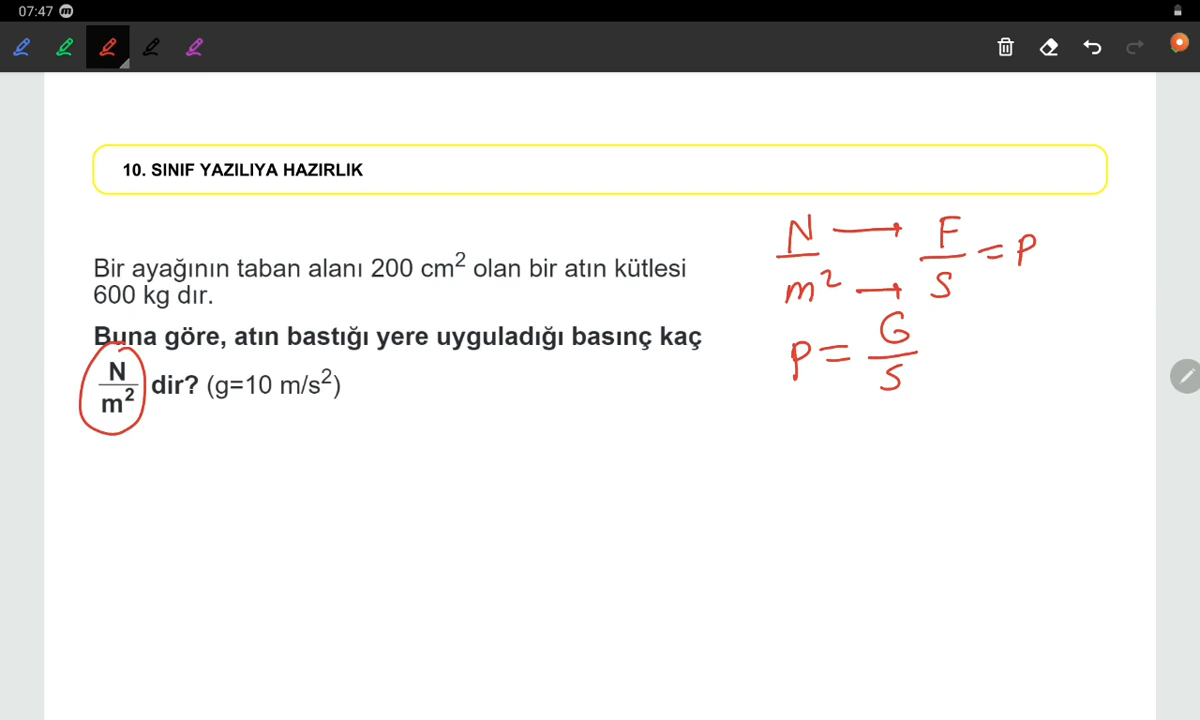 07:47
10. SINIF YAZILIYA HAZIRLIK
Bir ayağının taban alanı 200 cm² olan bir atın kütlesi
600 kg dır.
Buna göre, atın bastığı yere uyguladığı basınç kaç
N/m² dir? (g=10 m/s²)
N → F
m² → S
= P
P = G/S